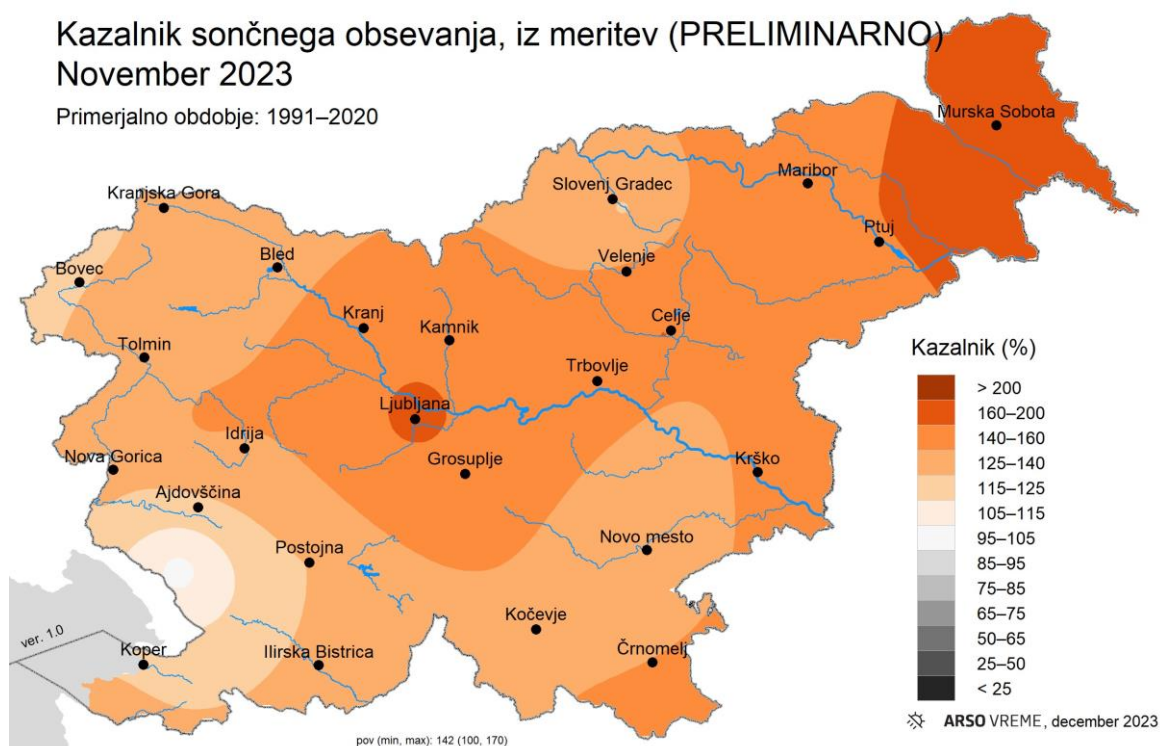 Kazalnik sončnega obsevanja, iz meritev (PRELIMINARNO)
November 2023
Primerjalno obdobje: 1991–2020
Murska Sobota
Maribor
Slovenj Gradec
Kranjska Gora
Ptuj
Bled
Velenje
Bovec
Kranj
Kamnik
Celje
Tolmin
Trbovlje
Ljubljana
Idrija
Nova Gorica
Grosuplje
Krško
Ajdovščina
Postojna
Novo mesto
Kočevje
ver. 1.0
Koper
Ilirska Bistrica
Črnomelj
Kazalnik (%)
> 200
160–200
140–160
125–140
115–125
105–115
95–105
85–95
75–85
65–75
50–65
25–50
< 25
ARSO VREME, december 2023
pov (min, max): 142 (100, 170)